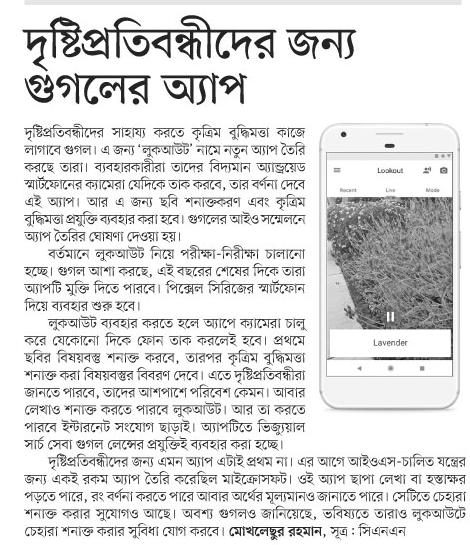 দৃষ্টিপ্রতিবন্ধীদের জন্য
গুগলের অ্যাপ
দৃষ্টিপ্রতিবন্ধীদের সাহায্য করতে কৃত্রিম বুদ্ধিমত্তা কাজে
লাগাবে গুগল। এ জন্য ‘লুকআউট’ নামে নতুন অ্যাপ তৈরি
করছে তারা। ব্যবহারকারীরা তাদের বিদ্যমান অ্যান্ড্রয়েড
স্মার্টফোনের ক্যামেরা যেদিকে তাক করবে, তার বর্ণনা দেবে
এই অ্যাপ। আর এ জন্য ছবি শনাক্তকরণ এবং কৃত্রিম
বুদ্ধিমত্তা প্রযুক্তি ব্যবহার করা হবে। গুগলের আইও সম্মেলনে
অ্যাপ তৈরির ঘোষণা দেওয়া হয়।
বর্তমানে লুকআউট নিয়ে পরীক্ষা-নিরীক্ষা চালানো
হচ্ছে। গুগল আশা করছে, এই বছরের শেষের দিকে তারা
অ্যাপটি মুক্তি দিতে পারবে। পিক্সেল সিরিজের স্মার্টফোন
দিয়ে ব্যবহার শুরু হবে।
লুকআউট ব্যবহার করতে হলে অ্যাপে ক্যামেরা চালু
করে যেকোনো দিকে ফোন তাক করলেই হবে। প্রথমে
ছবির বিষয়বস্তু শনাক্ত করবে, তারপর কৃত্রিম বুদ্ধিমত্তা
শনাক্ত করা বিষয়বস্তুর বিবরণ দেবে। এতে দৃষ্টিপ্রতিবন্ধীরা
জানতে পারবে, তাদের আশপাশে পরিবেশ কেমন। আবার
লেখাও শনাক্ত করতে পারবে লুকআউট। আর তা করতে
পারবে ইন্টারনেট সংযোগ ছাড়াই। অ্যাপটিতে ভিজ্যুয়াল
সার্চ সেবা গুগল লেন্সের প্রযুক্তিই ব্যবহার করা হচ্ছে।
দৃষ্টিপ্রতিবন্ধীদের জন্য এমন অ্যাপ এটাই প্রথম না। এর আগে আইওএস-চালিত যন্ত্রের
জন্য একই রকম অ্যাপ তৈরি করেছিল মাইক্রোসফট। ওই অ্যাপ ছাপা লেখা বা হস্তাক্ষর
পড়তে পারে, রং বর্ণনা করতে পারে আবার অর্থের মূল্যমানও জানাতে পারে। সেটিতে চেহারা
শনাক্ত করার সুযোগও আছে। অবশ্য গুগলও জানিয়েছে, ভবিষ্যতে তারাও লুকআউটে
চেহারা শনাক্ত করার সুবিধা যোগ করবে। মোখলেছুর রহমান, সূত্র : সিএনএন
Lookout
Recent Live Mode
Lavender